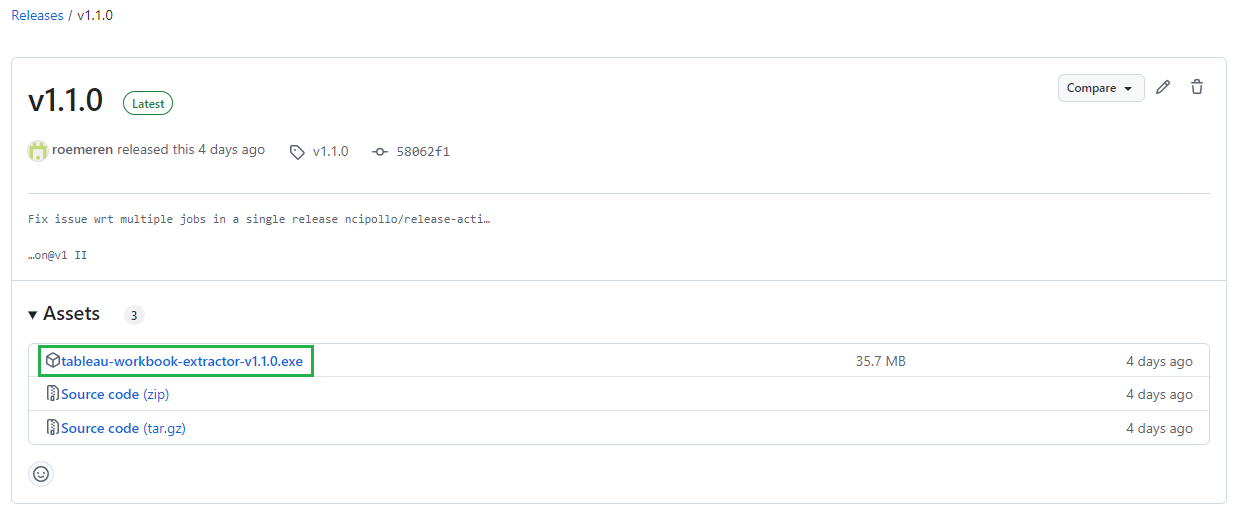 Releases / v1.1.0
v1.1.0 Latest Compare
roemeren released this 4 days ago v1.1.0 58062f1
Fix issue wrt multiple jobs in a single release ncipollo/release-acti…
…on@v1 II
Assets 3
tableau-workbook-extractor-v1.1.0.exe 35.7 MB 4 days ago
Source code (zip) 4 days ago
Source code (tar.gz) 4 days ago